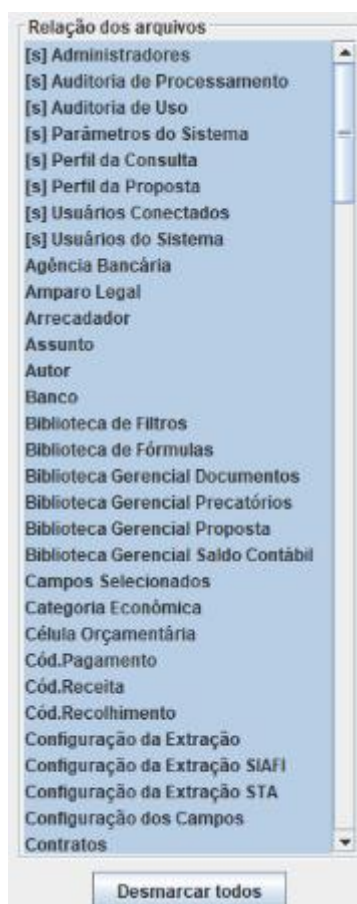 Relação dos arquivos
[s] Administradores
[s] Auditoria de Processamento
[s] Auditoria de Uso
[s] Parâmetros do Sistema
[s] Perfil da Consulta
[s] Perfil da Proposta
[s] Usuários Conectados
[s] Usuários do Sistema
Agência Bancária
Amparo Legal
Arrecadador
Assunto
Autor
Banco
Biblioteca de Filtros
Biblioteca de Fórmulas
Biblioteca Gerencial Documentos
Biblioteca Gerencial Precatórios
Biblioteca Gerencial Proposta
Biblioteca Gerencial Saldo Contábil
Campos Selecionados
Categoria Econômica
Célula Orçamentária
Cód.Pagamento
Cód.Receita
Cód.Recolhimento
Configuração da Extração
Configuração da Extração SIAFI
Configuração da Extração STA
Configuração dos Campos
Contratos
Desmarcar todos